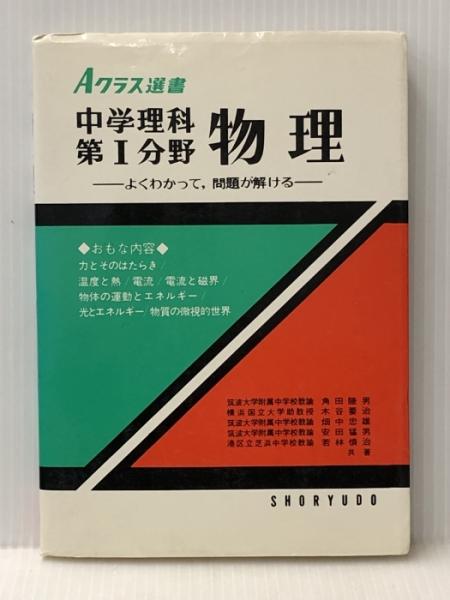 Aクラス選書
中学理科
第I分野 物理
―よくわかって，問題が解ける―
◆おもな内容◆
力とそのはたらき/
温度と熱/電流/電流と磁界/
物体の運動とエネルギー/
光とエネルギー/物質の微視的世界
筑波大学附属中学校教諭 角田陸男
横浜国立大学助教授 木谷要治
筑波大学附属中学校教諭 畑中忠雄
筑波大学附属中学校教諭 安田猛男
港区立芝浜中学校教諭 若林慎治
共著
SHORYUDO